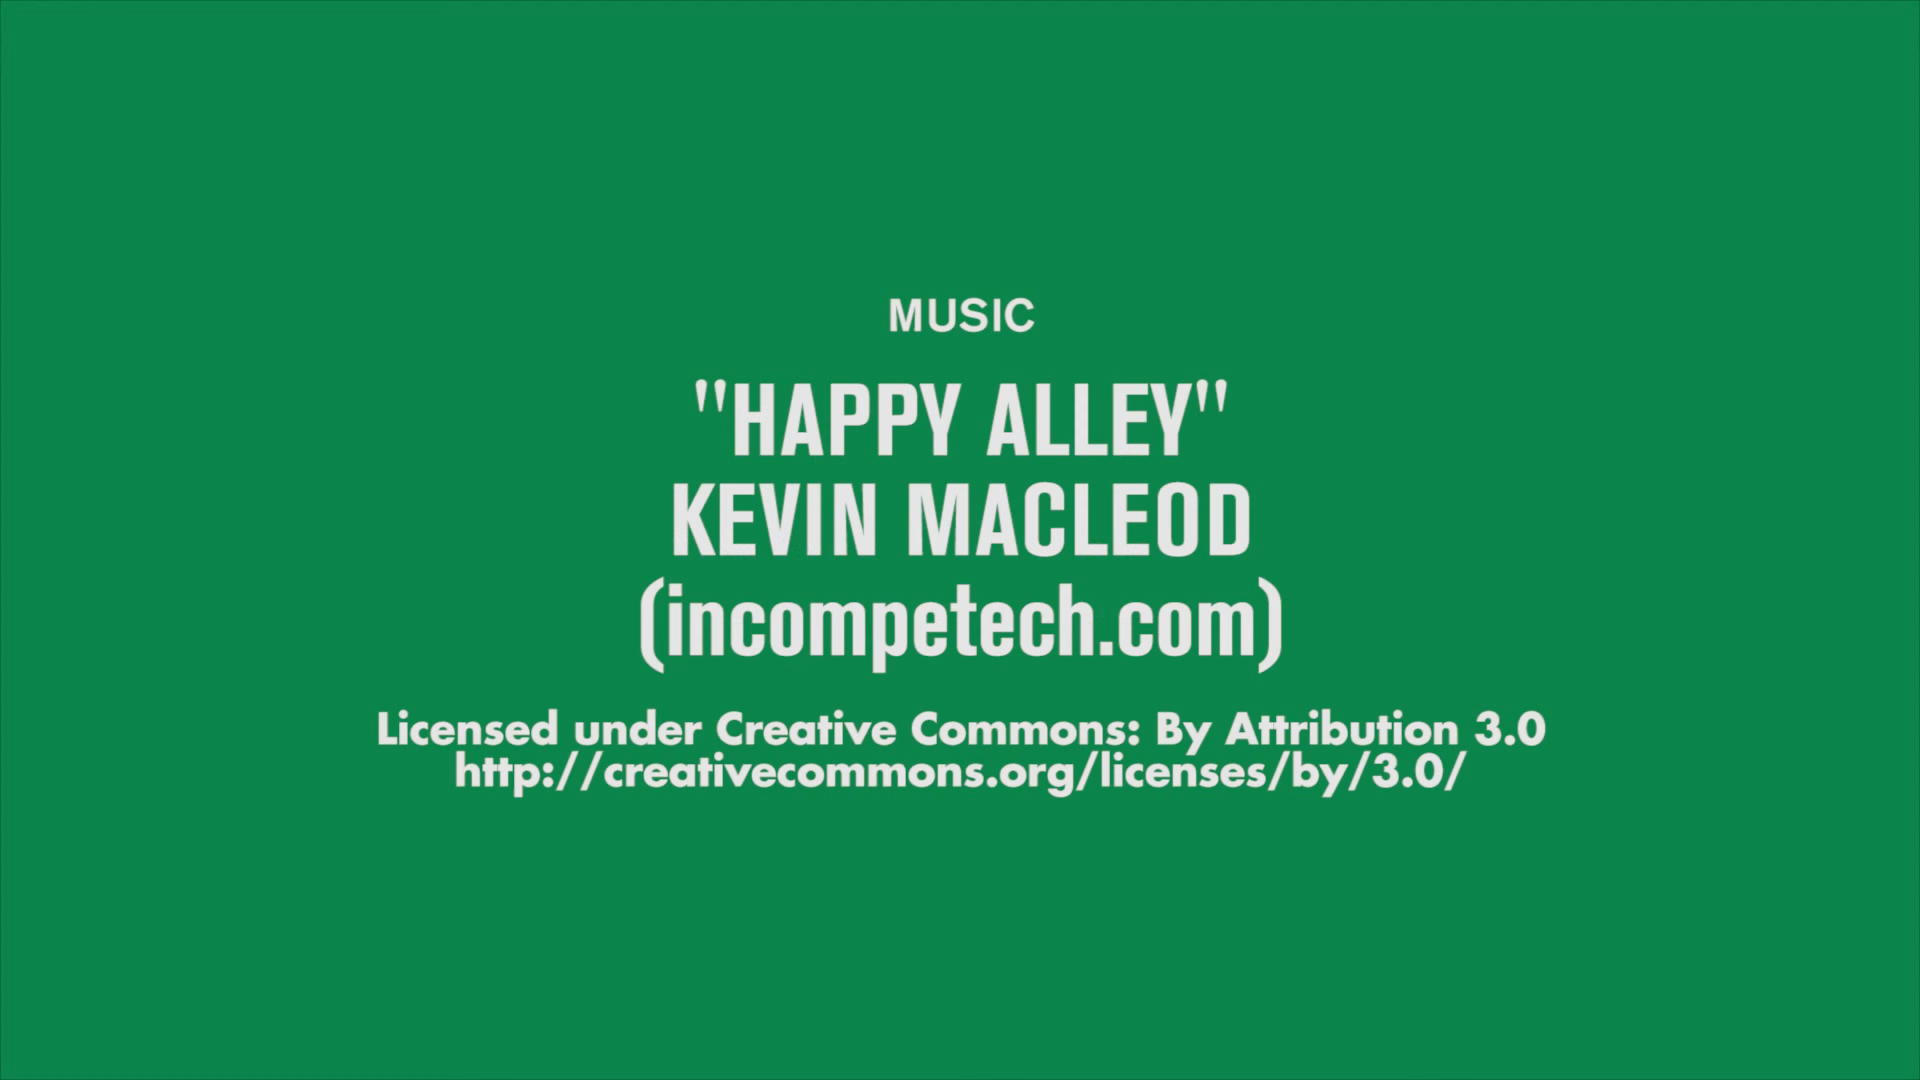 MUSIC
"HAPPY ALLEY"
KEVIN MACLEOD
(incompetech.com)
Licensed under Creative Commons: By Attribution 3.0
http://creativecommons.org/licenses/by/3.0/